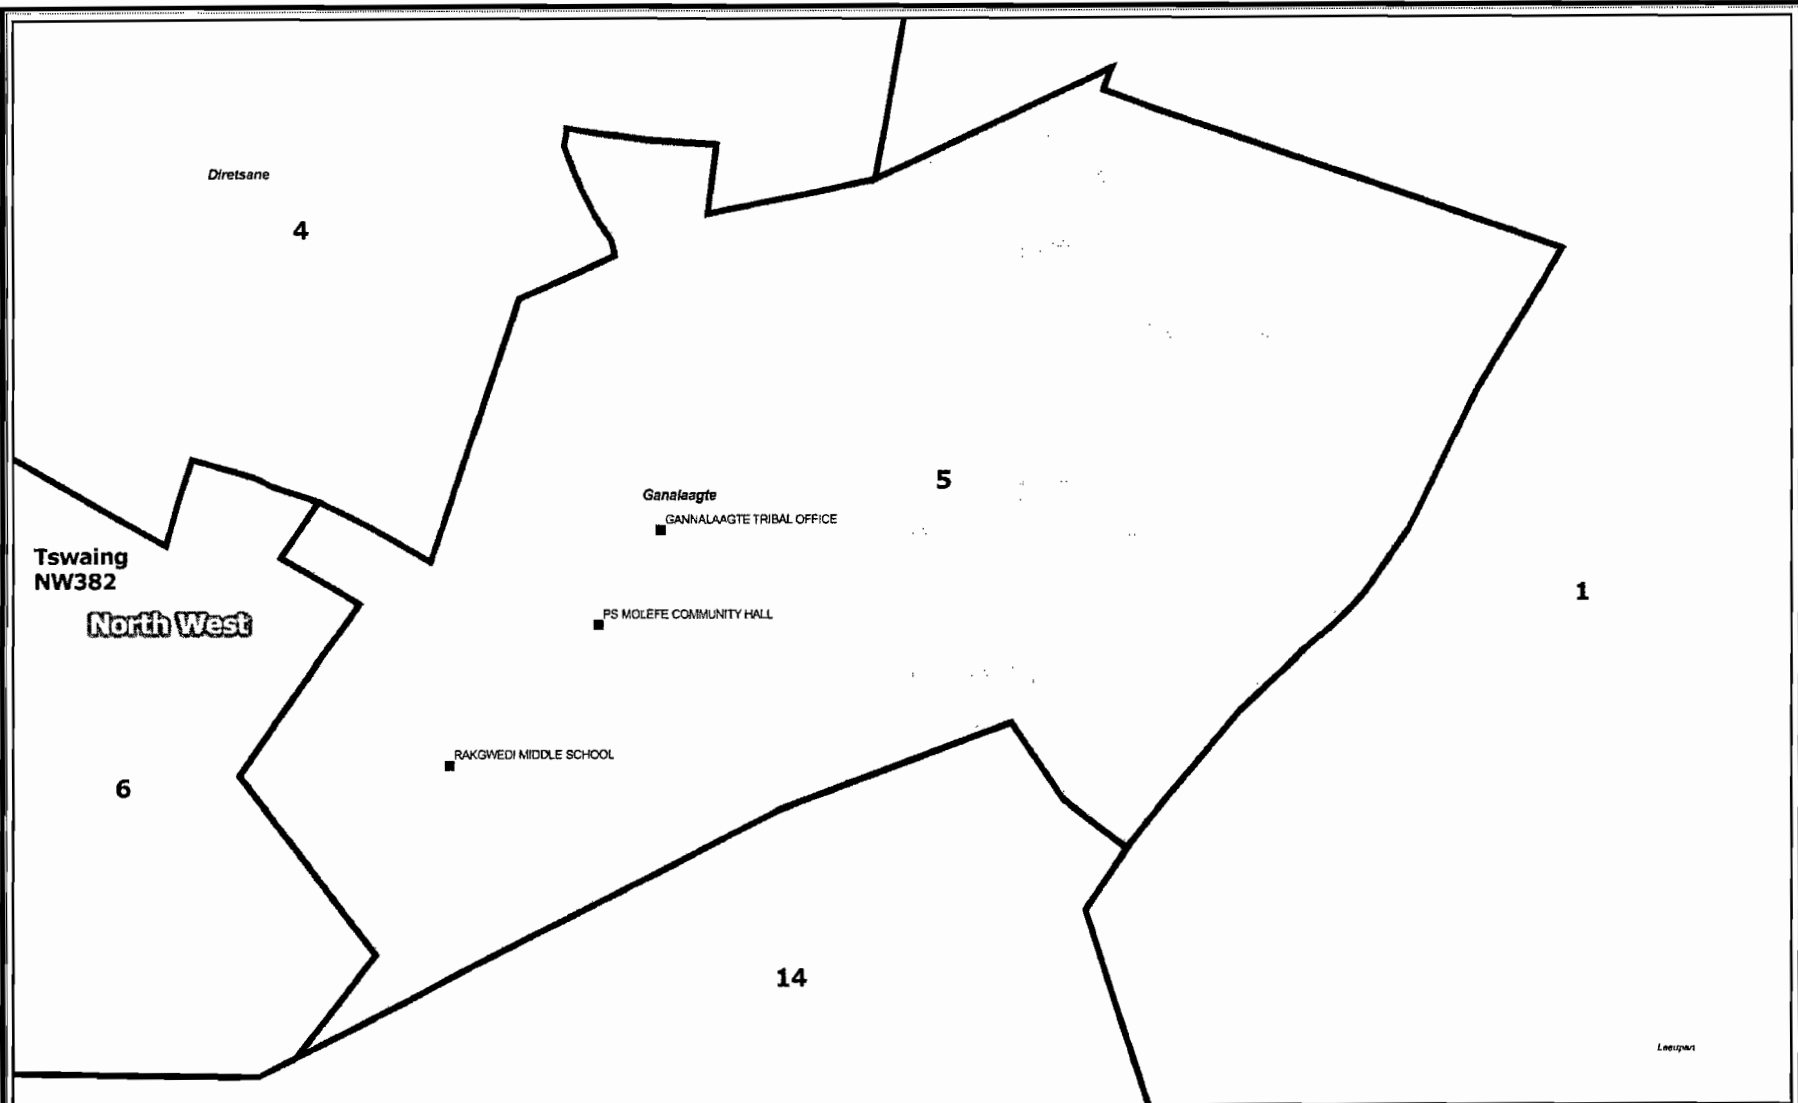 Diretsane
4
5
Ganalaagte
GANNALAAGTE TRIBAL OFFICE
Tswaing
NW382
North West
1
PS MOLEFE COMMUNITY HALL
RAKGWEDI MIDDLE SCHOOL
6
14
Leeupan